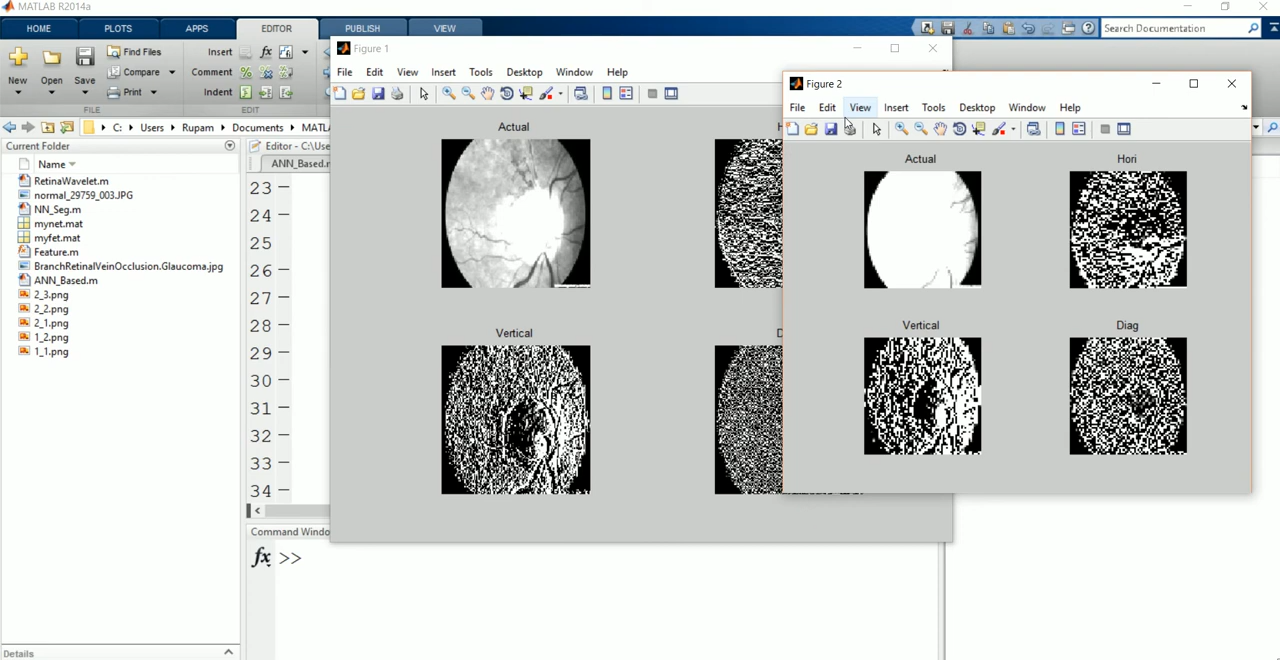 MATLAB R2014a
HOME PLOTS APPS EDITOR PUBLISH VIEW
Search Documentation
New Open Save
Find Files
Compare
Print
Insert fx
Comment
Indent
FILE EDIT
C: Users Rupam Documents MATL
Current Folder
Name
RetinaWavelet.m
normal_29759_003.JPG
NN_Seg.m
mynet.mat
myfet.mat
Feature.m
BranchRetinalVeinOcclusion.Glaucoma.jpg
ANN_Based.m
2_3.png
2_2.png
2_1.png
1_2.png
1_1.png
Details
Editor - C:\Use
ANN_Based.m
23
24
25
26
27
28
29
30
31
32
33
34
Command Windo
fx >>
Figure 1
File Edit View Insert Tools Desktop Window Help
Actual H
Vertical D
Figure 2
File Edit View Insert Tools Desktop Window Help
Actual Hori
Vertical Diag